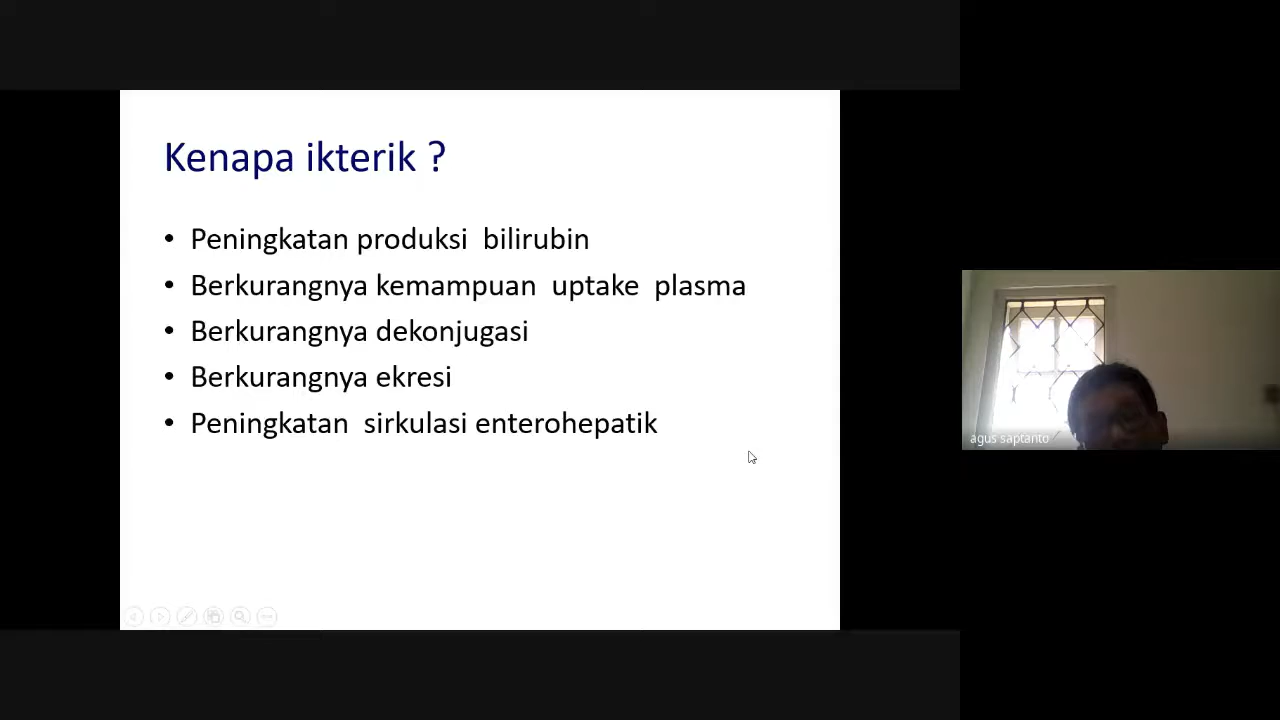 Kenapa ikterik ?
• Peningkatan produksi bilirubin
• Berkurangnya kemampuan uptake plasma
• Berkurangnya dekonjugasi
• Berkurangnya ekresi
• Peningkatan sirkulasi enterohepatik
agus saptanto